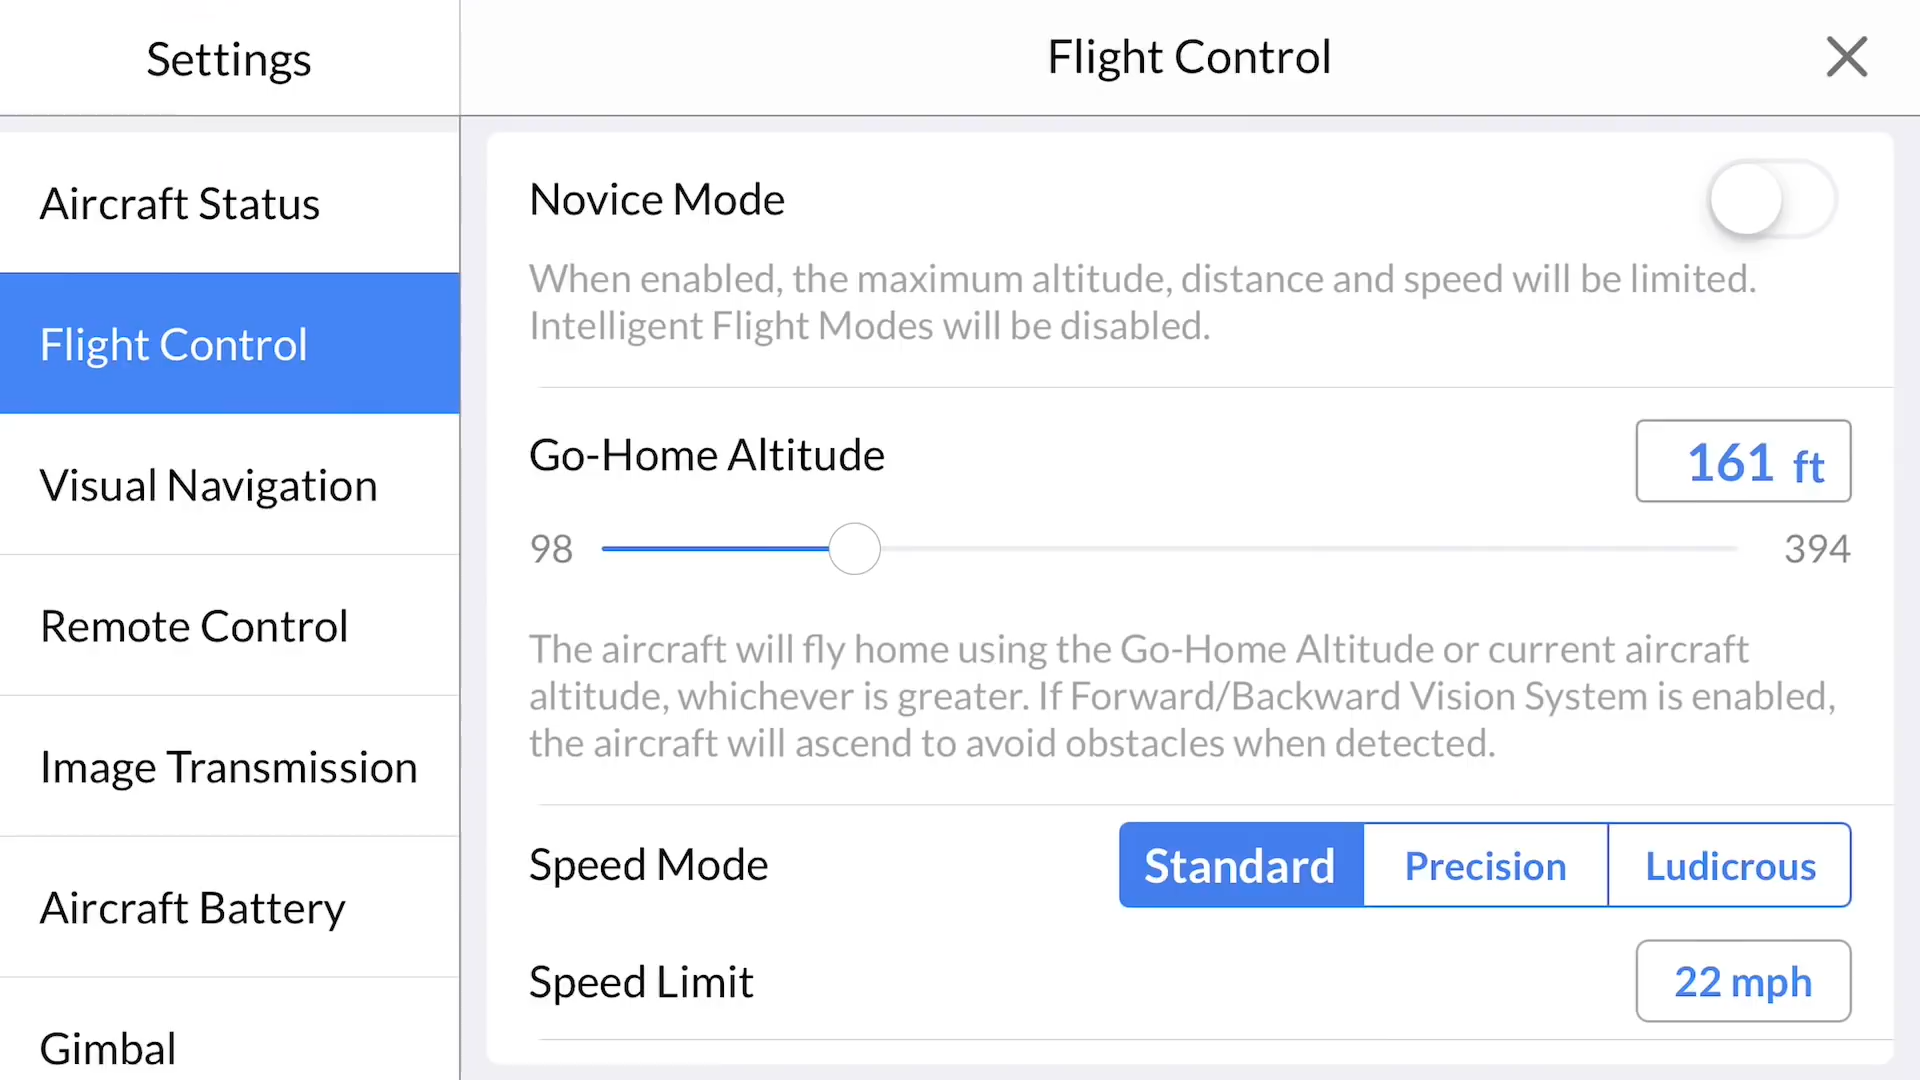 Settings
Flight Control
Aircraft Status
Flight Control
Visual Navigation
Remote Control
Image Transmission
Aircraft Battery
Gimbal
Novice Mode
When enabled, the maximum altitude, distance and speed will be limited.
Intelligent Flight Modes will be disabled.
Go-Home Altitude
161 ft
98
394
The aircraft will fly home using the Go-Home Altitude or current aircraft
altitude, whichever is greater. If Forward/Backward Vision System is enabled,
the aircraft will ascend to avoid obstacles when detected.
Speed Mode
Standard
Precision
Ludicrous
Speed Limit
22 mph